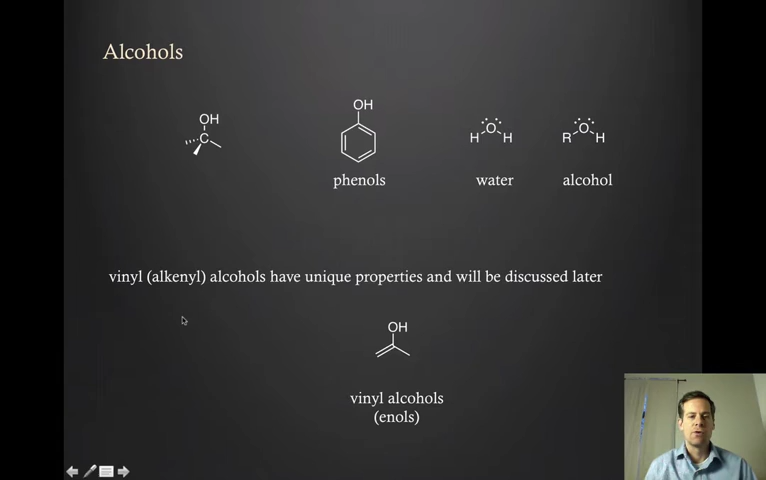 Alcohols
OH
C
OH
O
H H
O
R H
phenols
water
alcohol
vinyl (alkenyl) alcohols have unique properties and will be discussed later
OH
vinyl alcohols
(enols)